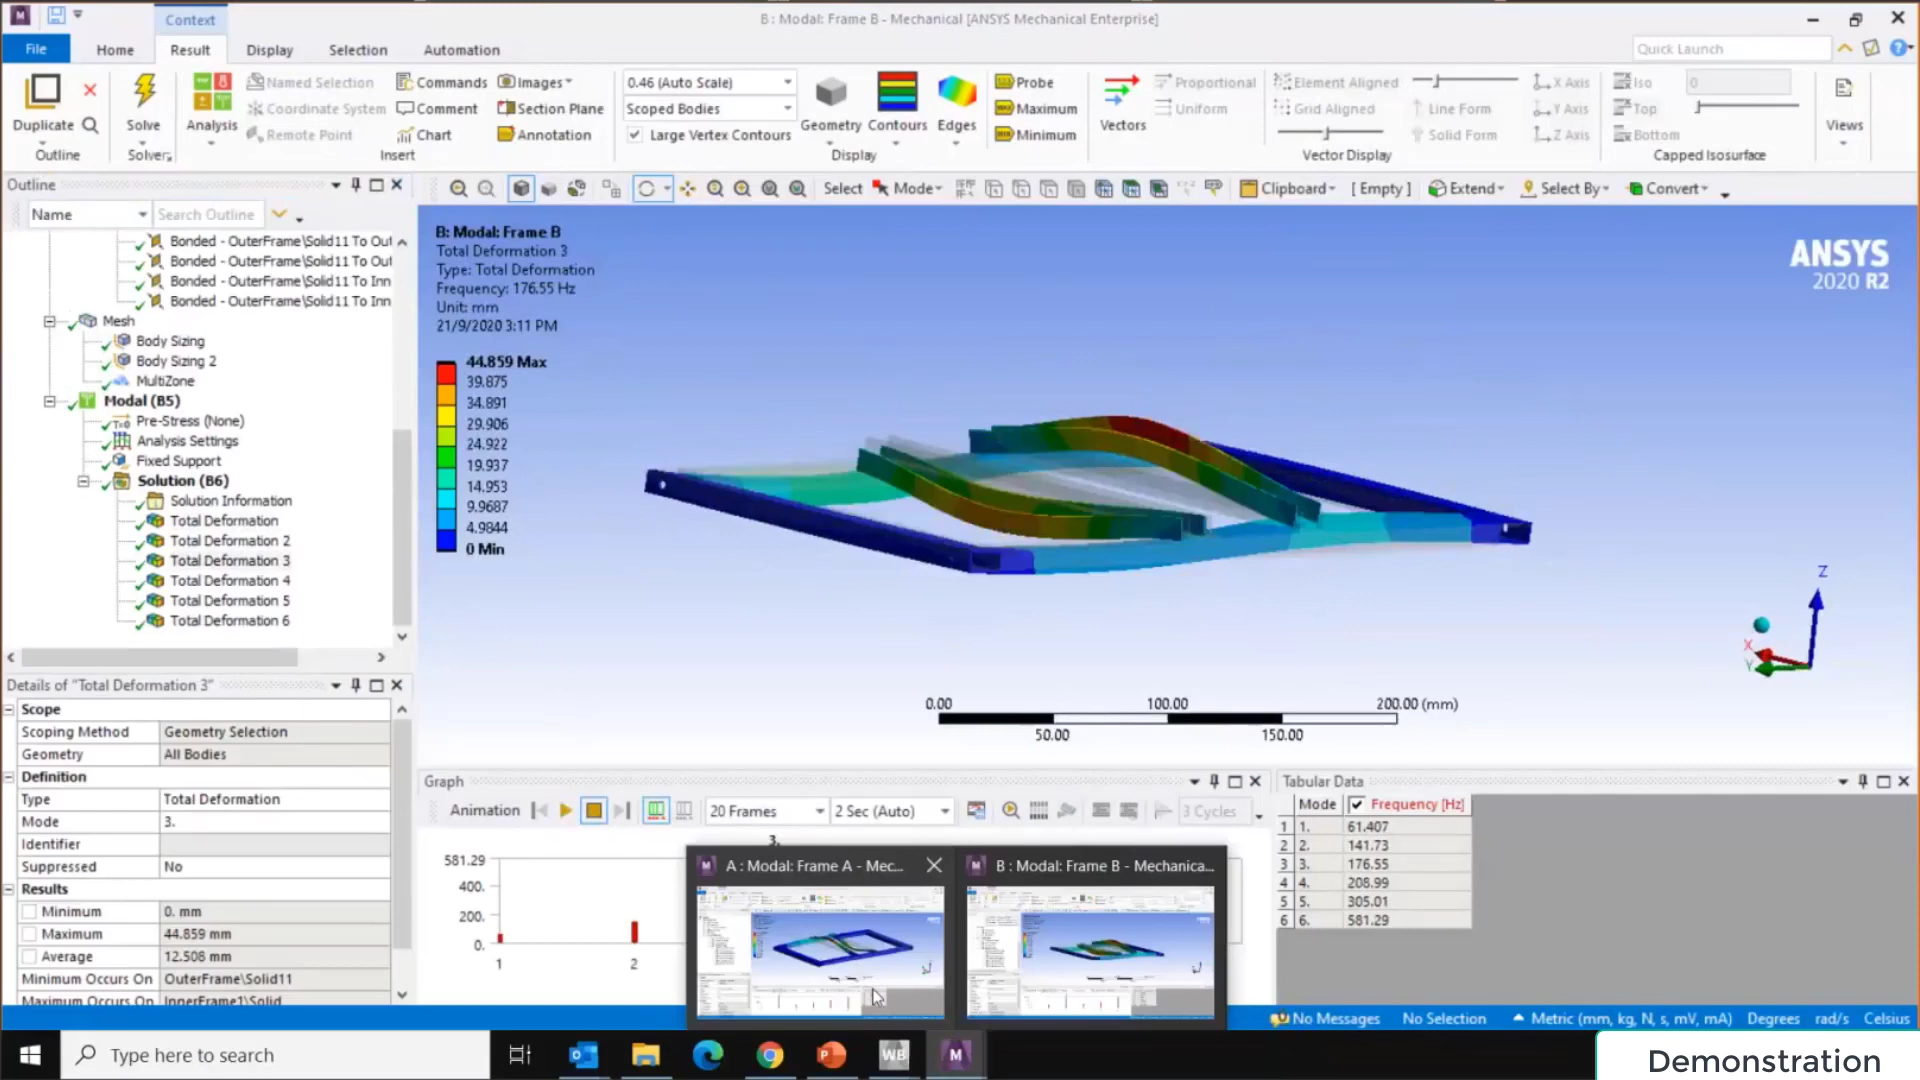 B : Modal: Frame B - Mechanical [ANSYS Mechanical Enterprise]
Context
File
Home
Result
Display
Selection
Automation
Quick Launch
Duplicate
Outline
Solve
Solver
Analysis
Named Selection
Coordinate System
Remote Point
Commands
Comment
Chart
Images
Section Plane
Annotation
Insert
0.46 (Auto Scale)
Scoped Bodies
Large Vertex Contours
Geometry
Contours
Edges
Display
Probe
Maximum
Minimum
Vectors
Proportional
Uniform
Element Aligned
Grid Aligned
Line Form
Solid Form
X Axis
Y Axis
Z Axis
Vector Display
Iso
0
Top
Bottom
Capped Isosurface
Views
Outline
Name
Search Outline
Select
Mode
Clipboard
[ Empty ]
Extend
Select By
Convert
Bonded - OuterFrame\Solid11 To Out
Bonded - OuterFrame\Solid11 To Out
Bonded - OuterFrame\Solid11 To Inn
Bonded - OuterFrame\Solid11 To Inn
Mesh
Body Sizing
Body Sizing 2
MultiZone
Modal (B5)
Pre-Stress (None)
Analysis Settings
Fixed Support
Solution (B6)
Solution Information
Total Deformation
Total Deformation 2
Total Deformation 3
Total Deformation 4
Total Deformation 5
Total Deformation 6
B: Modal: Frame B
Total Deformation 3
Type: Total Deformation
Frequency: 176.55 Hz
Unit: mm
21/9/2020 3:11 PM
44.859 Max
39.875
34.891
29.906
24.922
19.937
14.953
9.9687
4.9844
0 Min
ANSYS
2020 R2
Z
X
Y
0.00
100.00
200.00 (mm)
50.00
150.00
Details of "Total Deformation 3"
Scope
Scoping Method Geometry Selection
Geometry All Bodies
Definition
Type Total Deformation
Mode 3.
Identifier
Suppressed No
Results
Minimum 0. mm
Maximum 44.859 mm
Average 12.508 mm
Minimum Occurs On OuterFrame\Solid11
Maximum Occurs On InnerFrame1\Solid
Graph
Animation
20 Frames
2 Sec (Auto)
3 Cycles
3.
581.29
400.
200.
0.
1
2
A : Modal: Frame A - Mec...
B : Modal: Frame B - Mechanica...
Tabular Data
Mode Frequency [Hz]
1 1. 61.407
2 2. 141.73
3 3. 176.55
4 4. 208.99
5 5. 305.01
6 6. 581.29
No Messages
No Selection
Metric (mm, kg, N, s, mV, mA)
Degrees
rad/s
Celsius
Type here to search
WB
M
Demonstration